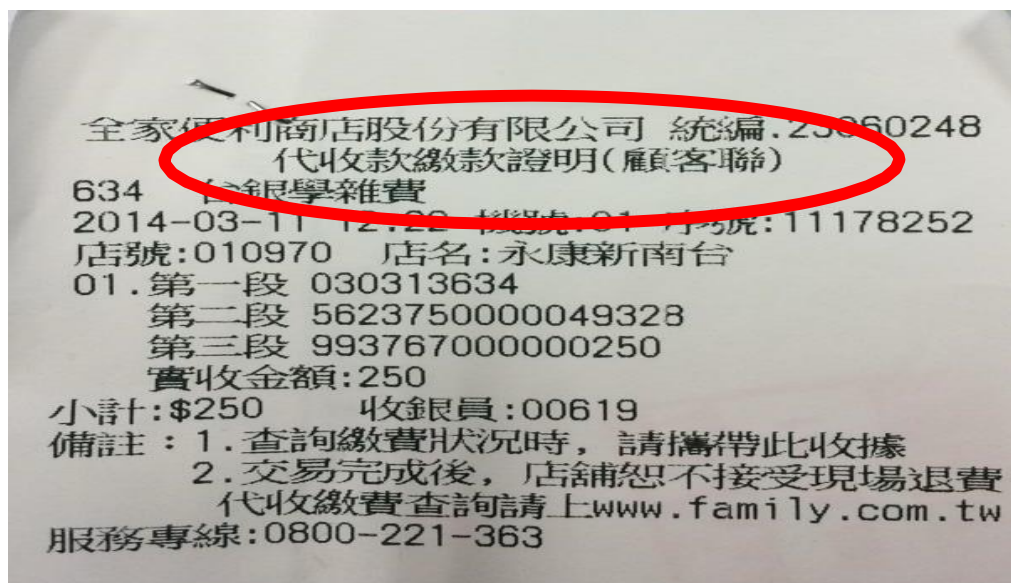 全家便利商店股份有限公司 統編.23060248
代收款繳款證明(顧客聯)
634 台銀學雜費
2014-03-11 12:22 機號:01 序號:11178252
店號:010970 店名:永康新南台
01.第一段 030313634
第二段 5623750000049328
第三段 993767000000250
實收金額:250
小計:$250 收銀員:00619
備註:1.查詢繳費狀況時, 請攜帶此收據
2.交易完成後, 店舖恕不接受現場退費
代收繳費查詢請上www.family.com.tw
服務專線:0800-221-363